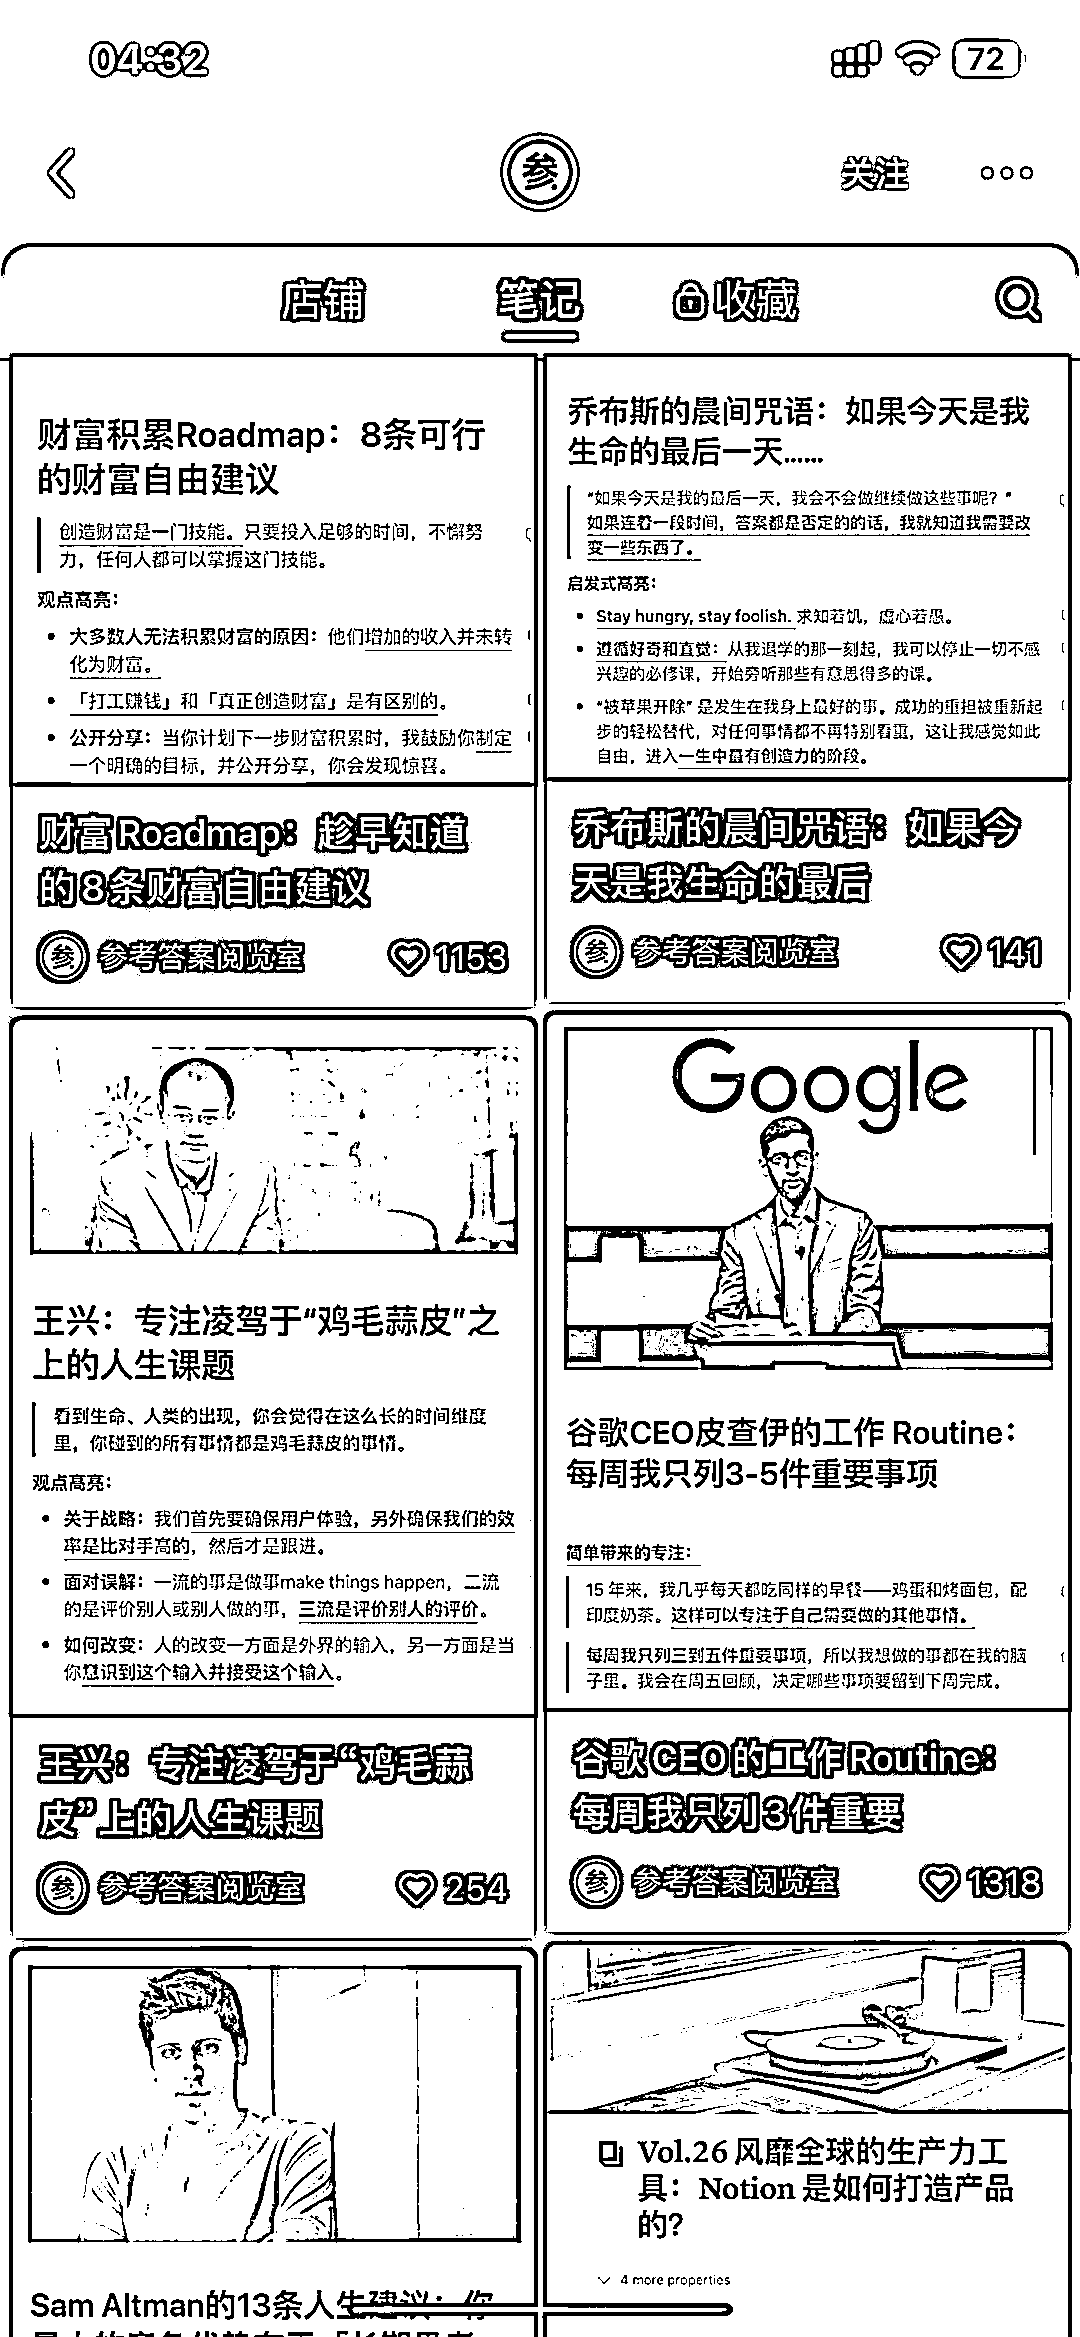 04:32
72
参
关注
店铺
笔记
收藏
财富积累Roadmap：8条可行
的财富自由建议
创造财富是一门技能。只要投入足够的时间，不懈努
力，任何人都可以掌握这门技能。
观点高亮：
• 大多数人无法积累财富的原因：他们增加的收入并未转
化为财富。
• 「打工赚钱」和「真正创造财富」是有区别的。
• 公开分享：当你计划下一步财富积累时，我鼓励你制定
一个明确的目标，并公开分享，你会发现惊喜。
财富Roadmap：趁早知道
的8条财富自由建议
参 参考答案阅览室
1153
乔布斯的晨间咒语：如果今天是我
生命的最后一天……
“如果今天是我的最后一天，我会不会做继续做这些事呢？”
如果连着一段时间，答案都是否定的的话，我就知道我需要改
变一些东西了。
启发式高亮：
• Stay hungry, stay foolish. 求知若饥，虚心若愚。
• 遵循好奇和直觉：从我退学的那一刻起，我可以停止一切不感
兴趣的必修课，开始旁听那些有意思得多的课。
• “被苹果开除” 是发生在我身上最好的事。成功的重担被重新起
步的轻松替代，对任何事情都不再特别看重，这让我感觉如此
自由，进入一生中最有创造力的阶段。
乔布斯的晨间咒语：如果今
天是我生命的最后
参 参考答案阅览室
141
王兴：专注凌驾于“鸡毛蒜皮”之
上的人生课题
看到生命、人类的出现，你会觉得在这么长的时间维度
里，你碰到的所有事情都是鸡毛蒜皮的事情。
观点高亮：
• 关于战略：我们首先要确保用户体验，另外确保我们的效
率是比对手高的，然后才是跟进。
• 面对误解：一流的事是做事make things happen，二流
的是评价别人或别人做的事，三流是评价别人的评价。
• 如何改变：人的改变一方面是外界的输入，另一方面是当
你意识到这个输入并接受这个输入。
王兴：专注凌驾于“鸡毛蒜
皮”上的人生课题
参 参考答案阅览室
254
Google
谷歌CEO皮查伊的工作 Routine：
每周我只列3-5件重要事项
简单带来的专注：
15 年来，我几乎每天都吃同样的早餐——鸡蛋和烤面包，配
印度奶茶。这样可以专注于自己需要做的其他事情。
每周我只列三到五件重要事项，所以我想做的事都在我的脑
子里。我会在周五回顾，决定哪些事项要留到下周完成。
谷歌CEO的工作Routine：
每周我只列3件重要
参 参考答案阅览室
1318
Sam Altman的13条人生建议：你
Vol.26 风靡全球的生产力工
具：Notion 是如何打造产品
的?
4 more properties